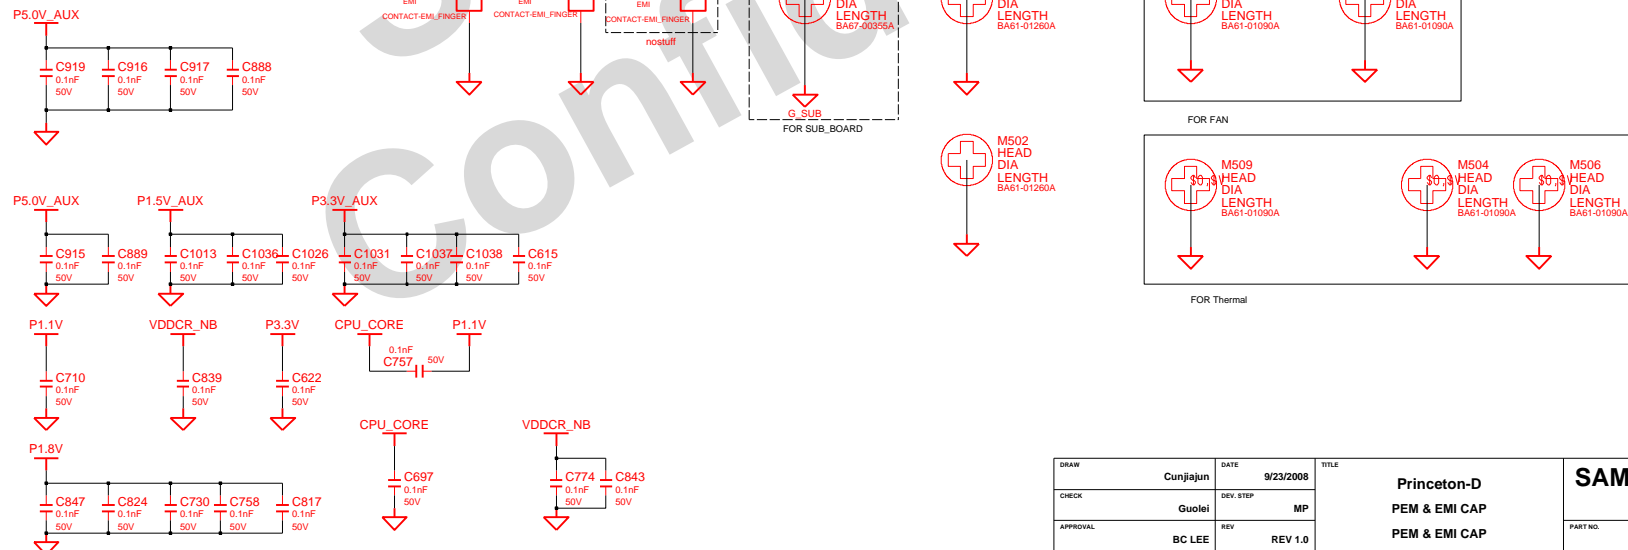 P5.0V_AUX
C919
0.1nF
50V
C916
0.1nF
50V
C917
0.1nF
50V
C888
0.1nF
50V
EMI
CONTACT-EMI_FINGER
EMI
CONTACT-EMI_FINGER
EMI
CONTACT-EMI_FINGER
nostuff
DIA
LENGTH
BA67-00355A
G_SUB
FOR SUB_BOARD
DIA
LENGTH
BA61-01260A
DIA
LENGTH
BA61-01090A
DIA
LENGTH
BA61-01090A
FOR FAN
Confid
M502
HEAD
DIA
LENGTH
BA61-01260A
M509
HEAD
DIA
LENGTH
BA61-01090A
M504
HEAD
DIA
LENGTH
BA61-01090A
M506
HEAD
DIA
LENGTH
BA61-01090A
FOR Thermal
P5.0V_AUX
C915
0.1nF
50V
C889
0.1nF
50V
P1.5V_AUX
C1013
0.1nF
50V
C1036
0.1nF
50V
C1026
0.1nF
50V
P3.3V_AUX
C1031
0.1nF
50V
C1037
0.1nF
50V
C1038
0.1nF
50V
C615
0.1nF
50V
P1.1V
C710
0.1nF
50V
VDDCR_NB
C839
0.1nF
50V
P3.3V
C622
0.1nF
50V
CPU_CORE
P1.1V
0.1nF
C757
50V
CPU_CORE
C697
0.1nF
50V
VDDCR_NB
C774
0.1nF
50V
C843
0.1nF
50V
P1.8V
C847
0.1nF
50V
C824
0.1nF
50V
C730
0.1nF
50V
C758
0.1nF
50V
C817
0.1nF
50V
DRAW
Cunjiajun
DATE
9/23/2008
TITLE
Princeton-D
PEM & EMI CAP
PEM & EMI CAP
SAM
CHECK
Guolei
DEV. STEP
MP
APPROVAL
BC LEE
REV
REV 1.0
PART NO.